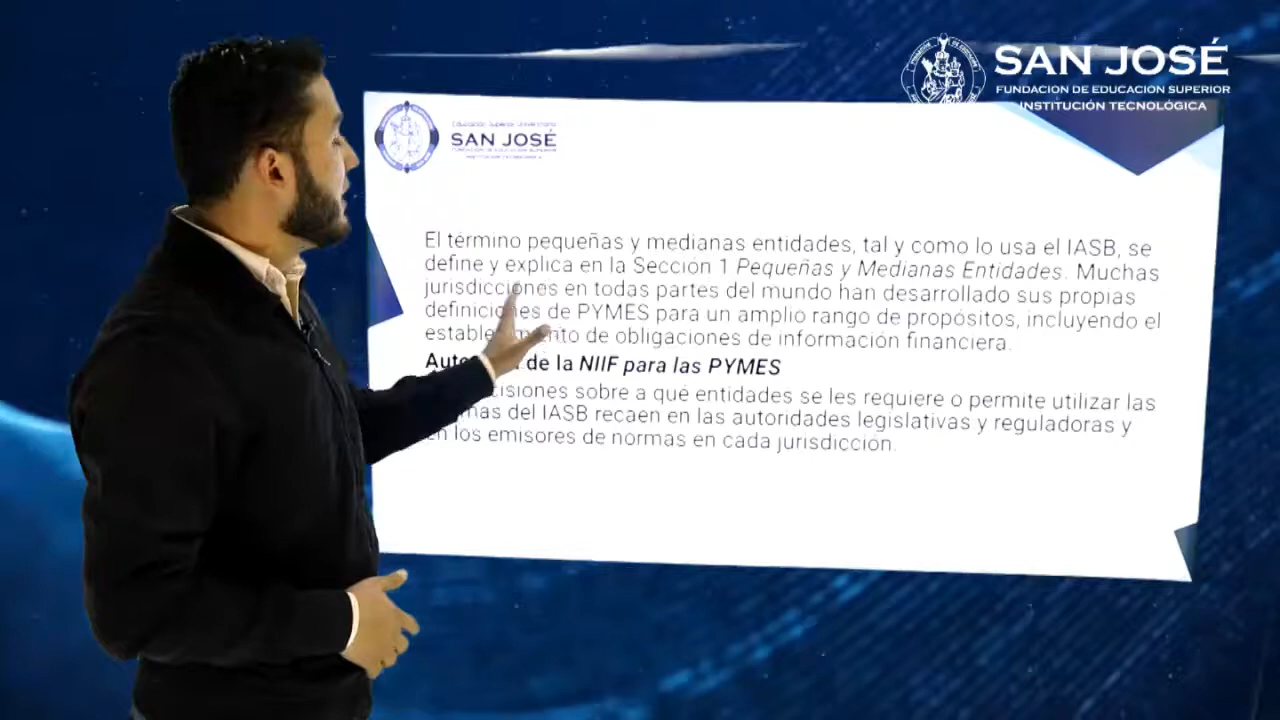 SAN JOSÉ
FUNDACION DE EDUCACION SUPERIOR
INSTITUCIÓN TECNOLÓGICA
SAN JOSÉ
FUNDACION DE EDUCACION SUPERIOR
El término pequeñas y medianas entidades, tal y como lo usa el IASB, se
define y explica en la Sección 1 Pequeñas y Medianas Entidades. Muchas
jurisdicciones en todas partes del mundo han desarrollado sus propias
definiciones de PYMES para un amplio rango de propósitos, incluyendo el
de obligaciones de información financiera.
de la NIIF para las PYMES
sobre a qué entidades se les requiere o permite utilizar las
del IASB recaen en las autoridades legislativas y reguladoras y
en los emisores de normas en cada jurisdicción.